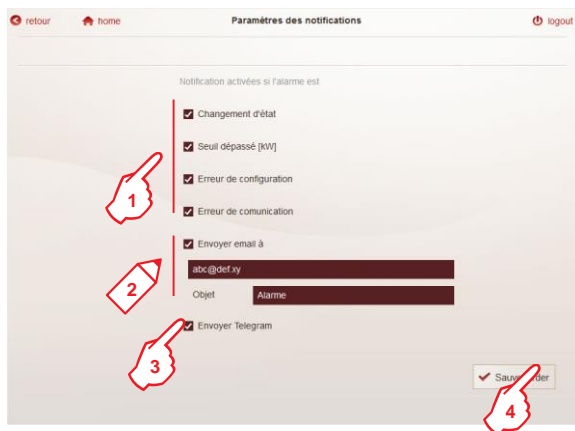 retour home Paramètres des notifications logout
Notification activées si l'alarme est
Changement d'état
Seuil dépassé [kW]
Erreur de configuration
1
Erreur de comunication
Envoyer email à
abc@def.xy
2
Objet Alarme
Envoyer Telegram
3
4